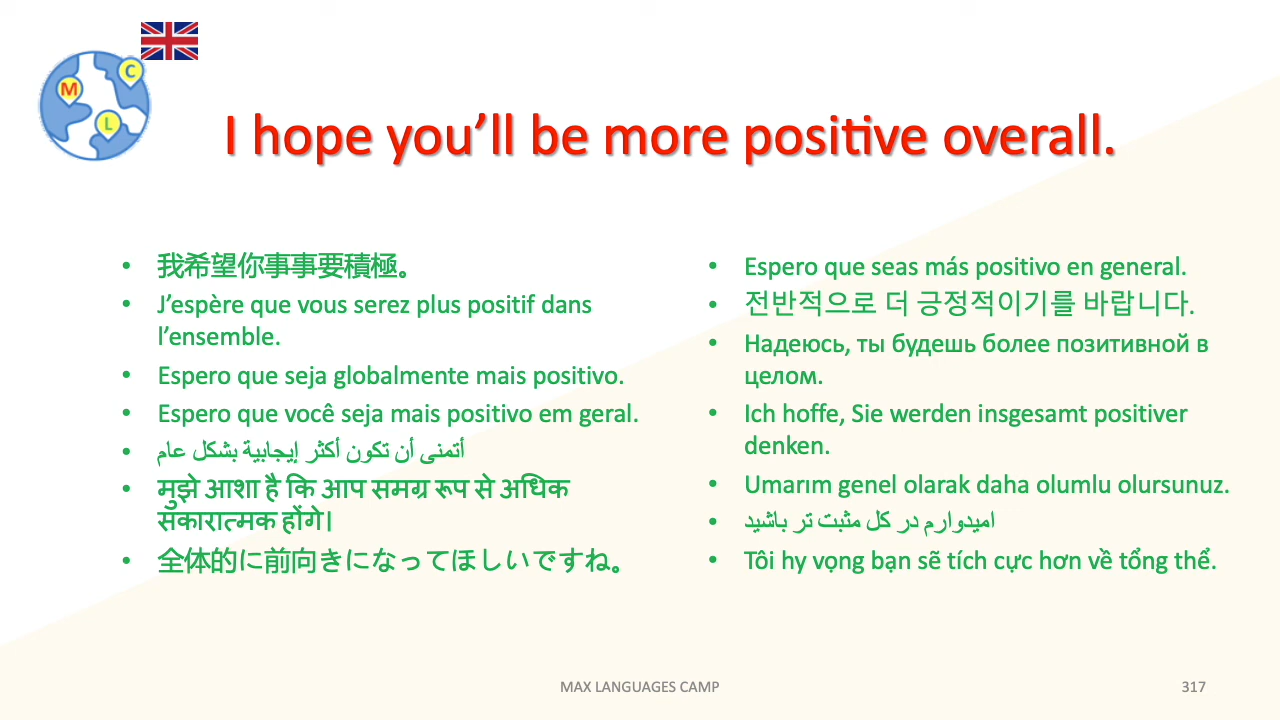 C
M
L
I hope you’ll be more positive overall.
• 我希望你事事要積極。
• J’espère que vous serez plus positif dans
l’ensemble.
• Espero que seja globalmente mais positivo.
• Espero que você seja mais positivo em geral.
• أتمنى أن تكون أكثر إيجابية بشكل عام
• मुझे आशा है कि आप समग्र रूप से अधिक
सकारात्मक होंगे।
• 全体的に前向きになってほしいですね。
• Espero que seas más positivo en general.
• 전반적으로 더 긍정적이기를 바랍니다.
• Надеюсь, ты будешь более позитивной в
целом.
• Ich hoffe, Sie werden insgesamt positiver
denken.
• Umarım genel olarak daha olumlu olursunuz.
• امیدوارم در کل مثبت تر باشید
• Tôi hy vọng bạn sẽ tích cực hơn về tổng thể.
MAX LANGUAGES CAMP
317